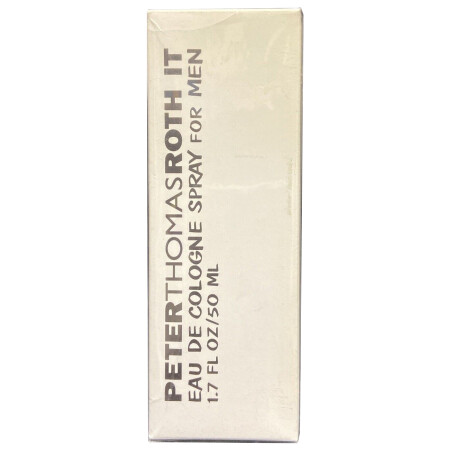 PETERTHOMASROTH IT
EAU DE COLOGNE SPRAY FOR MEN
1.7 FL OZ/50 ML